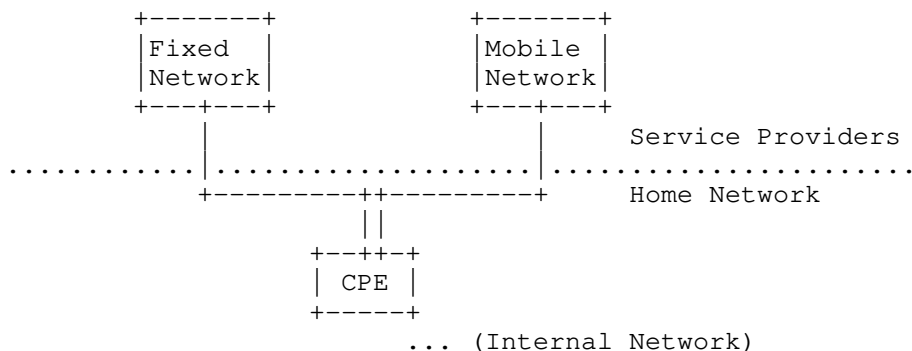 Fixed Mobile
Network Network
Service Providers
Home Network
CPE
... (Internal Network)